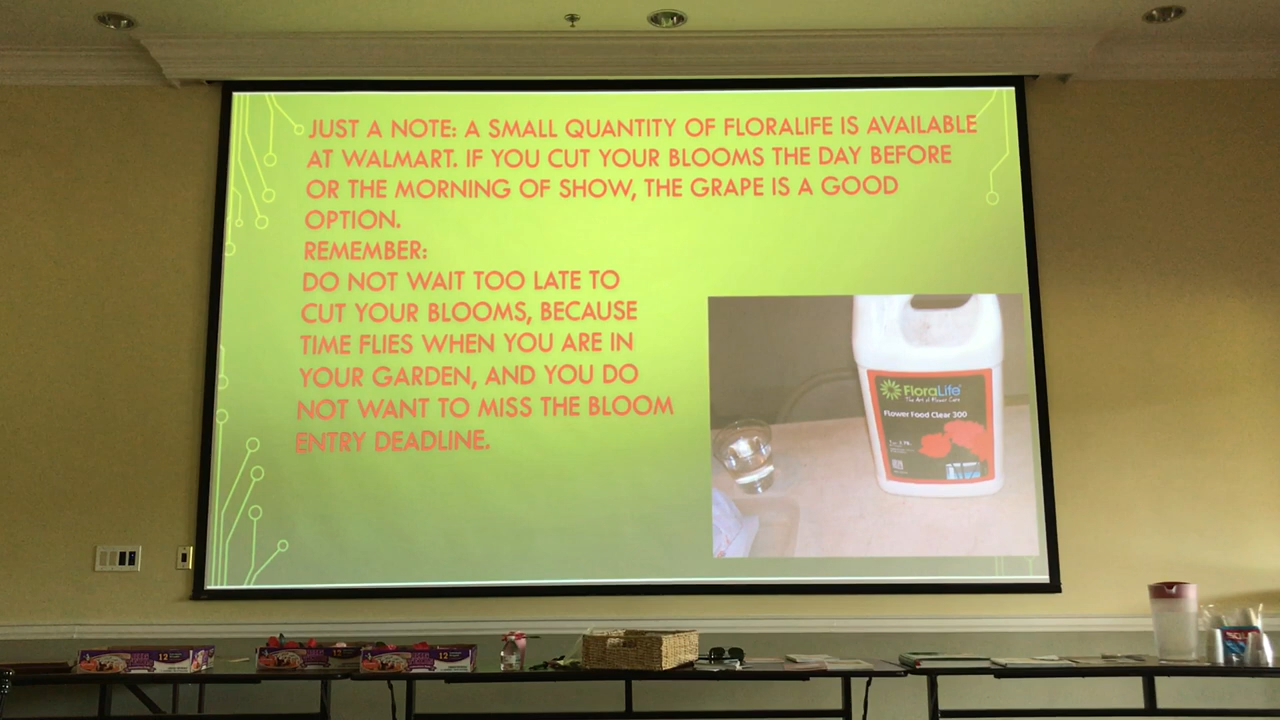 JUST A NOTE: A SMALL QUANTITY OF FLORALIFE IS AVAILABLE
AT WALMART. IF YOU CUT YOUR BLOOMS THE DAY BEFORE
OR THE MORNING OF SHOW, THE GRAPE IS A GOOD
OPTION.
REMEMBER:
DO NOT WAIT TOO LATE TO
CUT YOUR BLOOMS, BECAUSE
TIME FLIES WHEN YOU ARE IN
YOUR GARDEN, AND YOU DO
NOT WANT TO MISS THE BLOOM
ENTRY DEADLINE.
FloraLife
The Art of Flower Care
Flower Food Clear 300
12
12
12